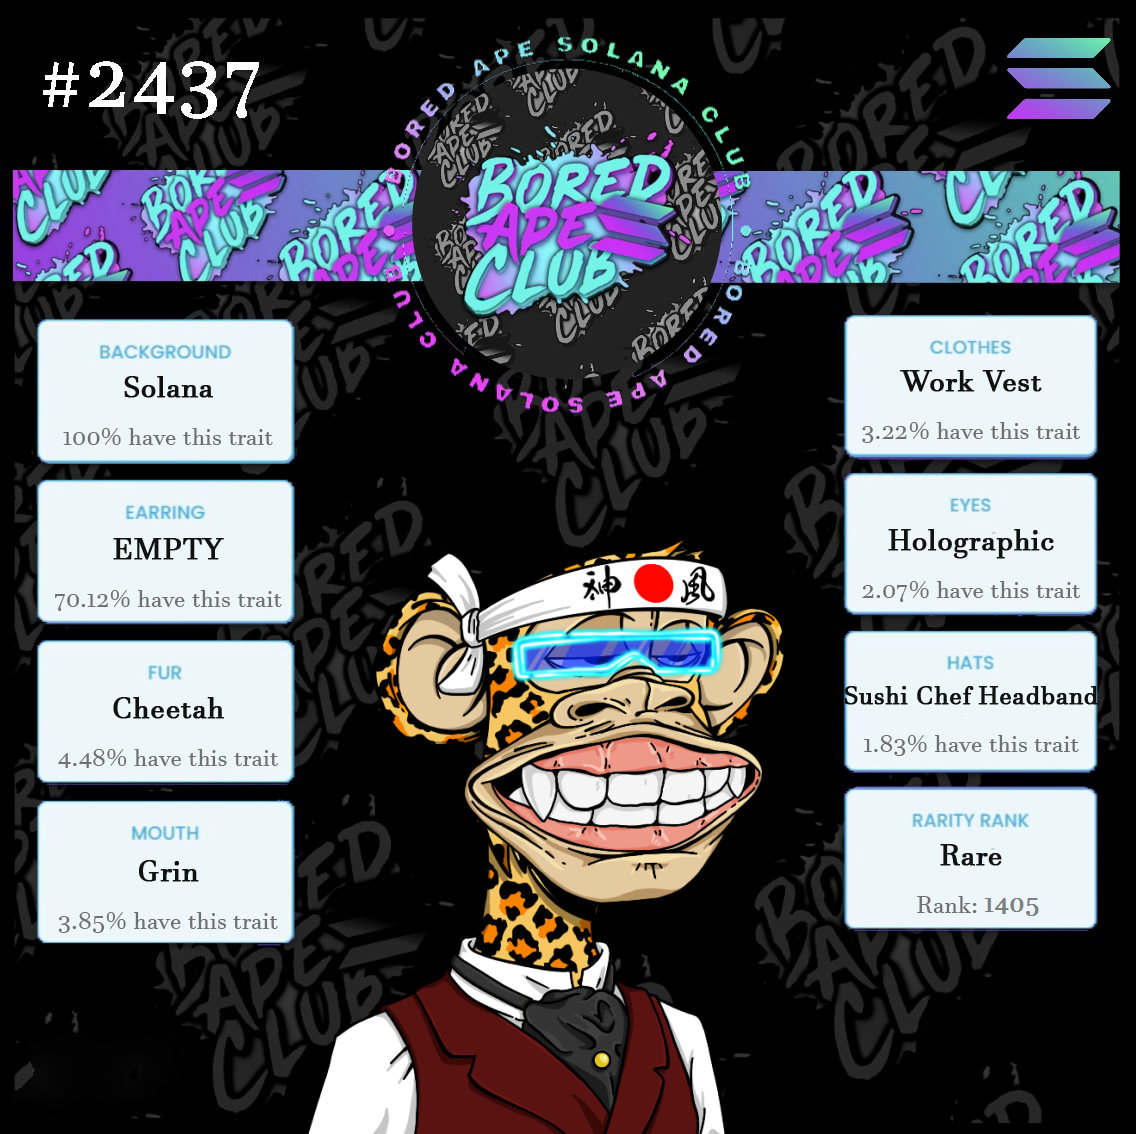 #2437
BORED APE SOLANA CLUB
BORED APE SOLANA CLUB
BORED
APE
CLUB
BACKGROUND
Solana
100% have this trait
EARRING
EMPTY
70.12% have this trait
FUR
Cheetah
4.48% have this trait
MOUTH
Grin
3.85% have this trait
CLOTHES
Work Vest
3.22% have this trait
EYES
Holographic
2.07% have this trait
HATS
Sushi Chef Headband
1.83% have this trait
RARITY RANK
Rare
Rank: 1405
神 風